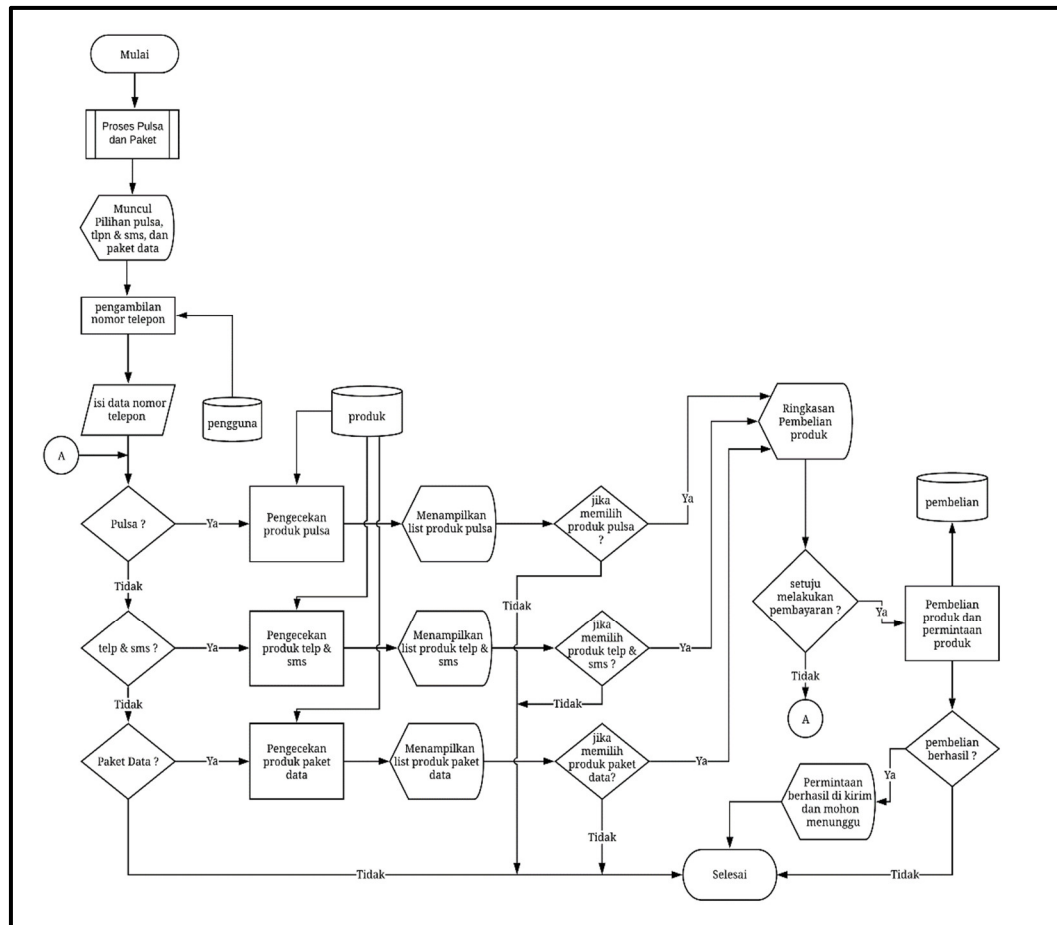 Mulai
Proses Pulsa
dan Paket
Muncul
Pilihan pulsa,
tlpn & sms, dan
paket data
pengambilan
nomor telepon
isi data nomor
telepon
pengguna
produk
A
Pulsa ?
Ya
Pengecekan
produk pulsa
Menampilkan
list produk pulsa
jika
memilih
produk pulsa
?
Ya
Tidak
Tidak
telp & sms ?
Ya
Pengecekan
produk telp &
sms
Menampilkan
list produk telp &
sms
jika
memilih
produk telp &
sms ?
Ya
Tidak
Tidak
Paket Data ?
Ya
Pengecekan
produk paket
data
Menampilkan
list produk paket
data
jika
memilih
produk paket
data?
Ya
Tidak
Tidak
Ringkasan
Pembelian
produk
setuju
melakukan
pembayaran ?
Ya
Tidak
A
pembelian
Pembelian
produk dan
permintaan
produk
pembelian
berhasil ?
Ya
Permintaan
berhasil di kirim
dan mohon
menunggu
Tidak
Selesai